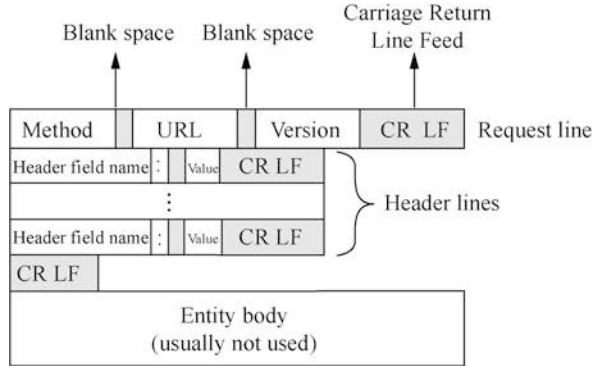 Carriage Return
Blank space Blank space Line Feed
Method URL Version CR LF Request line
Header field name : Value CR LF
⋮
Header lines
Header field name : Value CR LF
CR LF
Entity body
(usually not used)